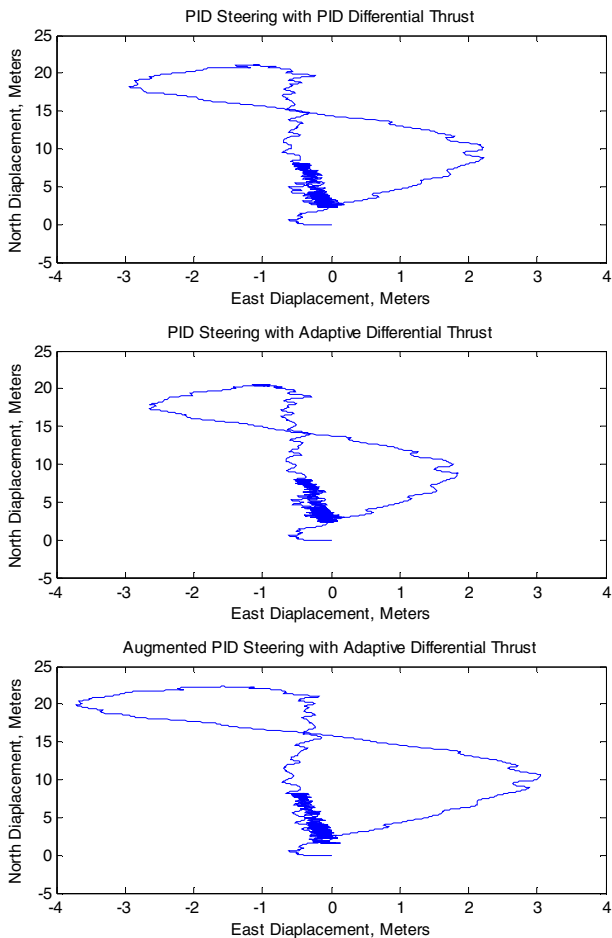 PID Steering with PID Differential Thrust
25
20
15
10
5
0
-5
North Diaplacement, Meters
-4 -3 -2 -1 0 1 2 3 4
East Diaplacement, Meters
PID Steering with Adaptive Differential Thrust
25
20
15
10
5
0
-5
North Diaplacement, Meters
-4 -3 -2 -1 0 1 2 3 4
East Diaplacement, Meters
Augmented PID Steering with Adaptive Differential Thrust
25
20
15
10
5
0
-5
North Diaplacement, Meters
-4 -3 -2 -1 0 1 2 3 4
East Diaplacement, Meters